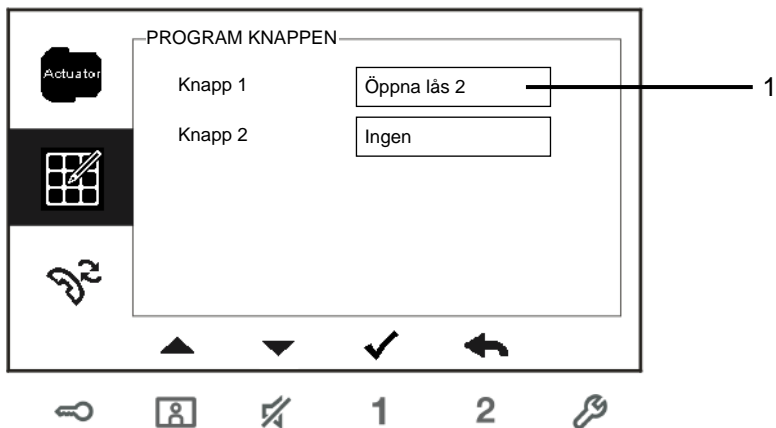 PROGRAM KNAPPEN
Actuator
Knapp 1
Öppna lås 2
1
Knapp 2
Ingen
1
2